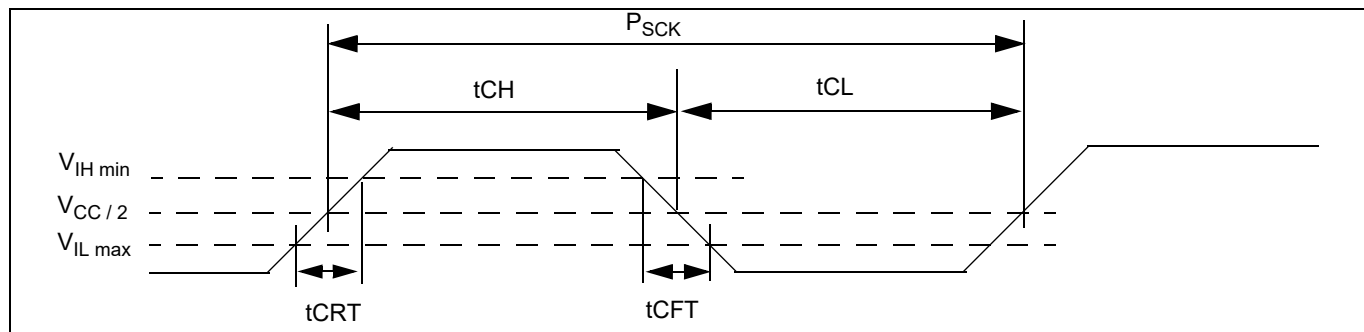 PSCK
tCH
tCL
VIH min
VCC / 2
VIL max
tCRT
tCFT